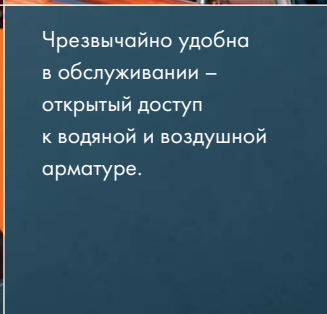 Чрезвычайно удобна
в обслуживании –
открытый доступ
к водяной и воздушной
арматуре.